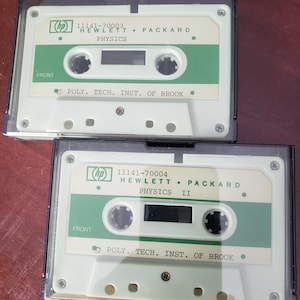 hp 11141-70003
HEWLETT • PACKARD
PHYSICS
FRONT
© POLY. TECH. INST. OF BROOK
hp 11141-70004
HEWLETT • PACKARD
PHYSICS II
FRONT
© POLY. TECH. INST. OF BROOK